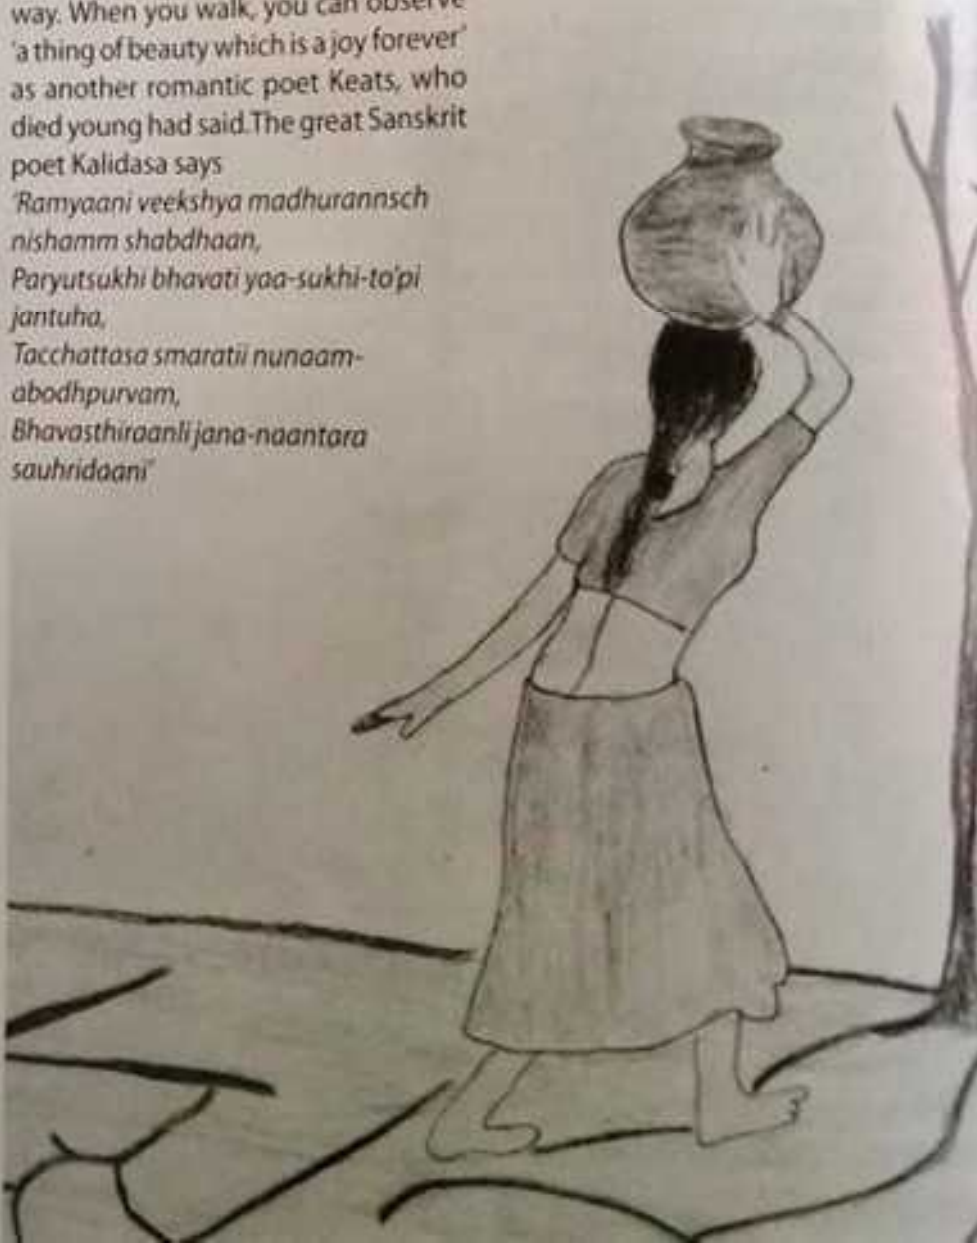 way. When you walk, you can observe
'a thing of beauty which is a joy forever'
as another romantic poet Keats, who
died young had said.The great Sanskrit
poet Kalidasa says
'Ramyaani veekshya madhurannsch
nishamm shabdhaan,
Paryutsukhi bhavati yaa-sukhi-to'pi
jantuha,
Tacchattasa smaratii nunaam-
abodhpurvam,
Bhavasthiraanli jana-naantara
sauhridaani"